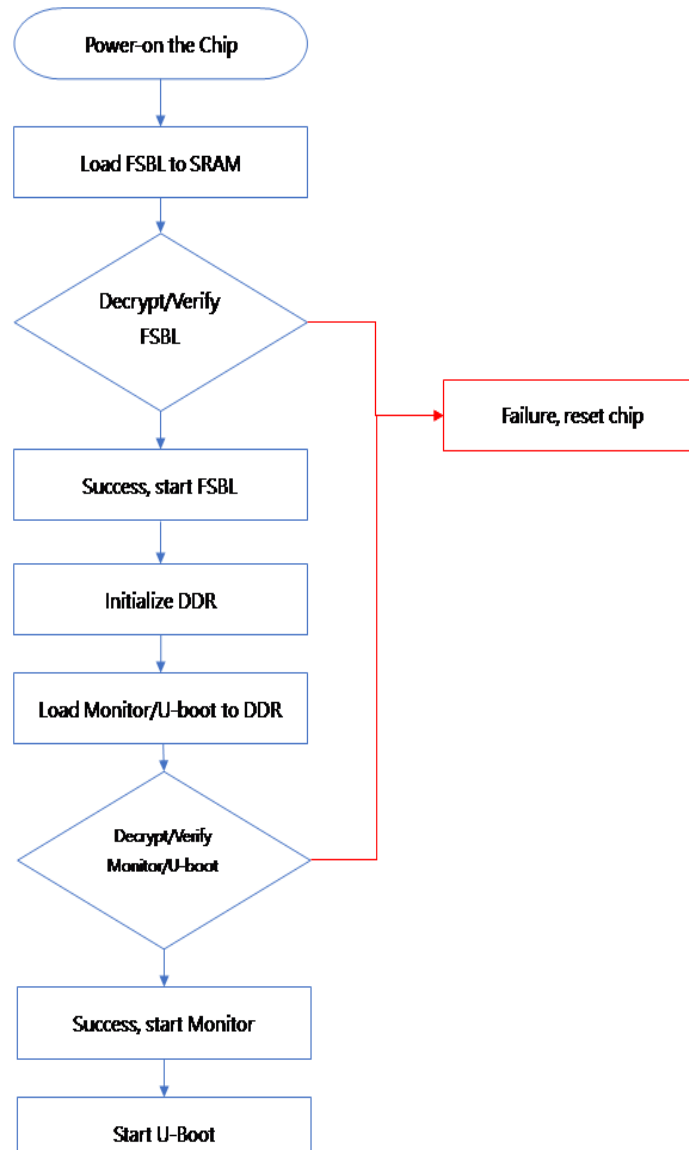 Power-on the Chip
Load FSBL to SRAM
Decrypt/Verify
FSBL
Failure, reset chip
Success, start FSBL
Initialize DDR
Load Monitor/U-boot to DDR
Decrypt/Verify
Monitor/U-boot
Success, start Monitor
Start U-Boot